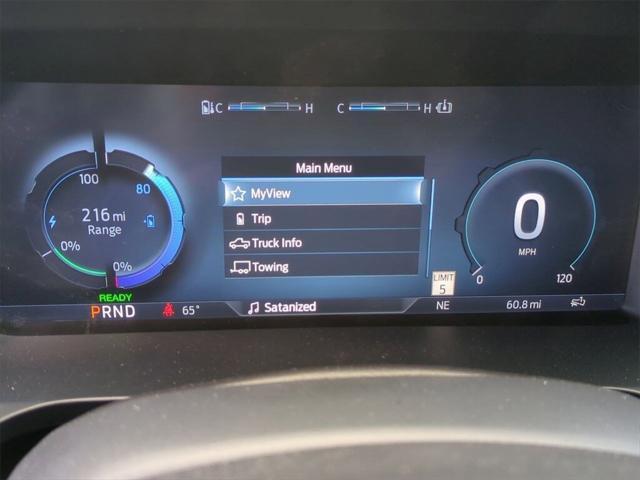 C H C H
Main Menu
MyView
Trip
Truck Info
Towing
100
80
216 mi
Range
0%
0%
READY
PRND
65°
Satanized
LIMIT
5
NE
60.8 mi
0
MPH
0
120